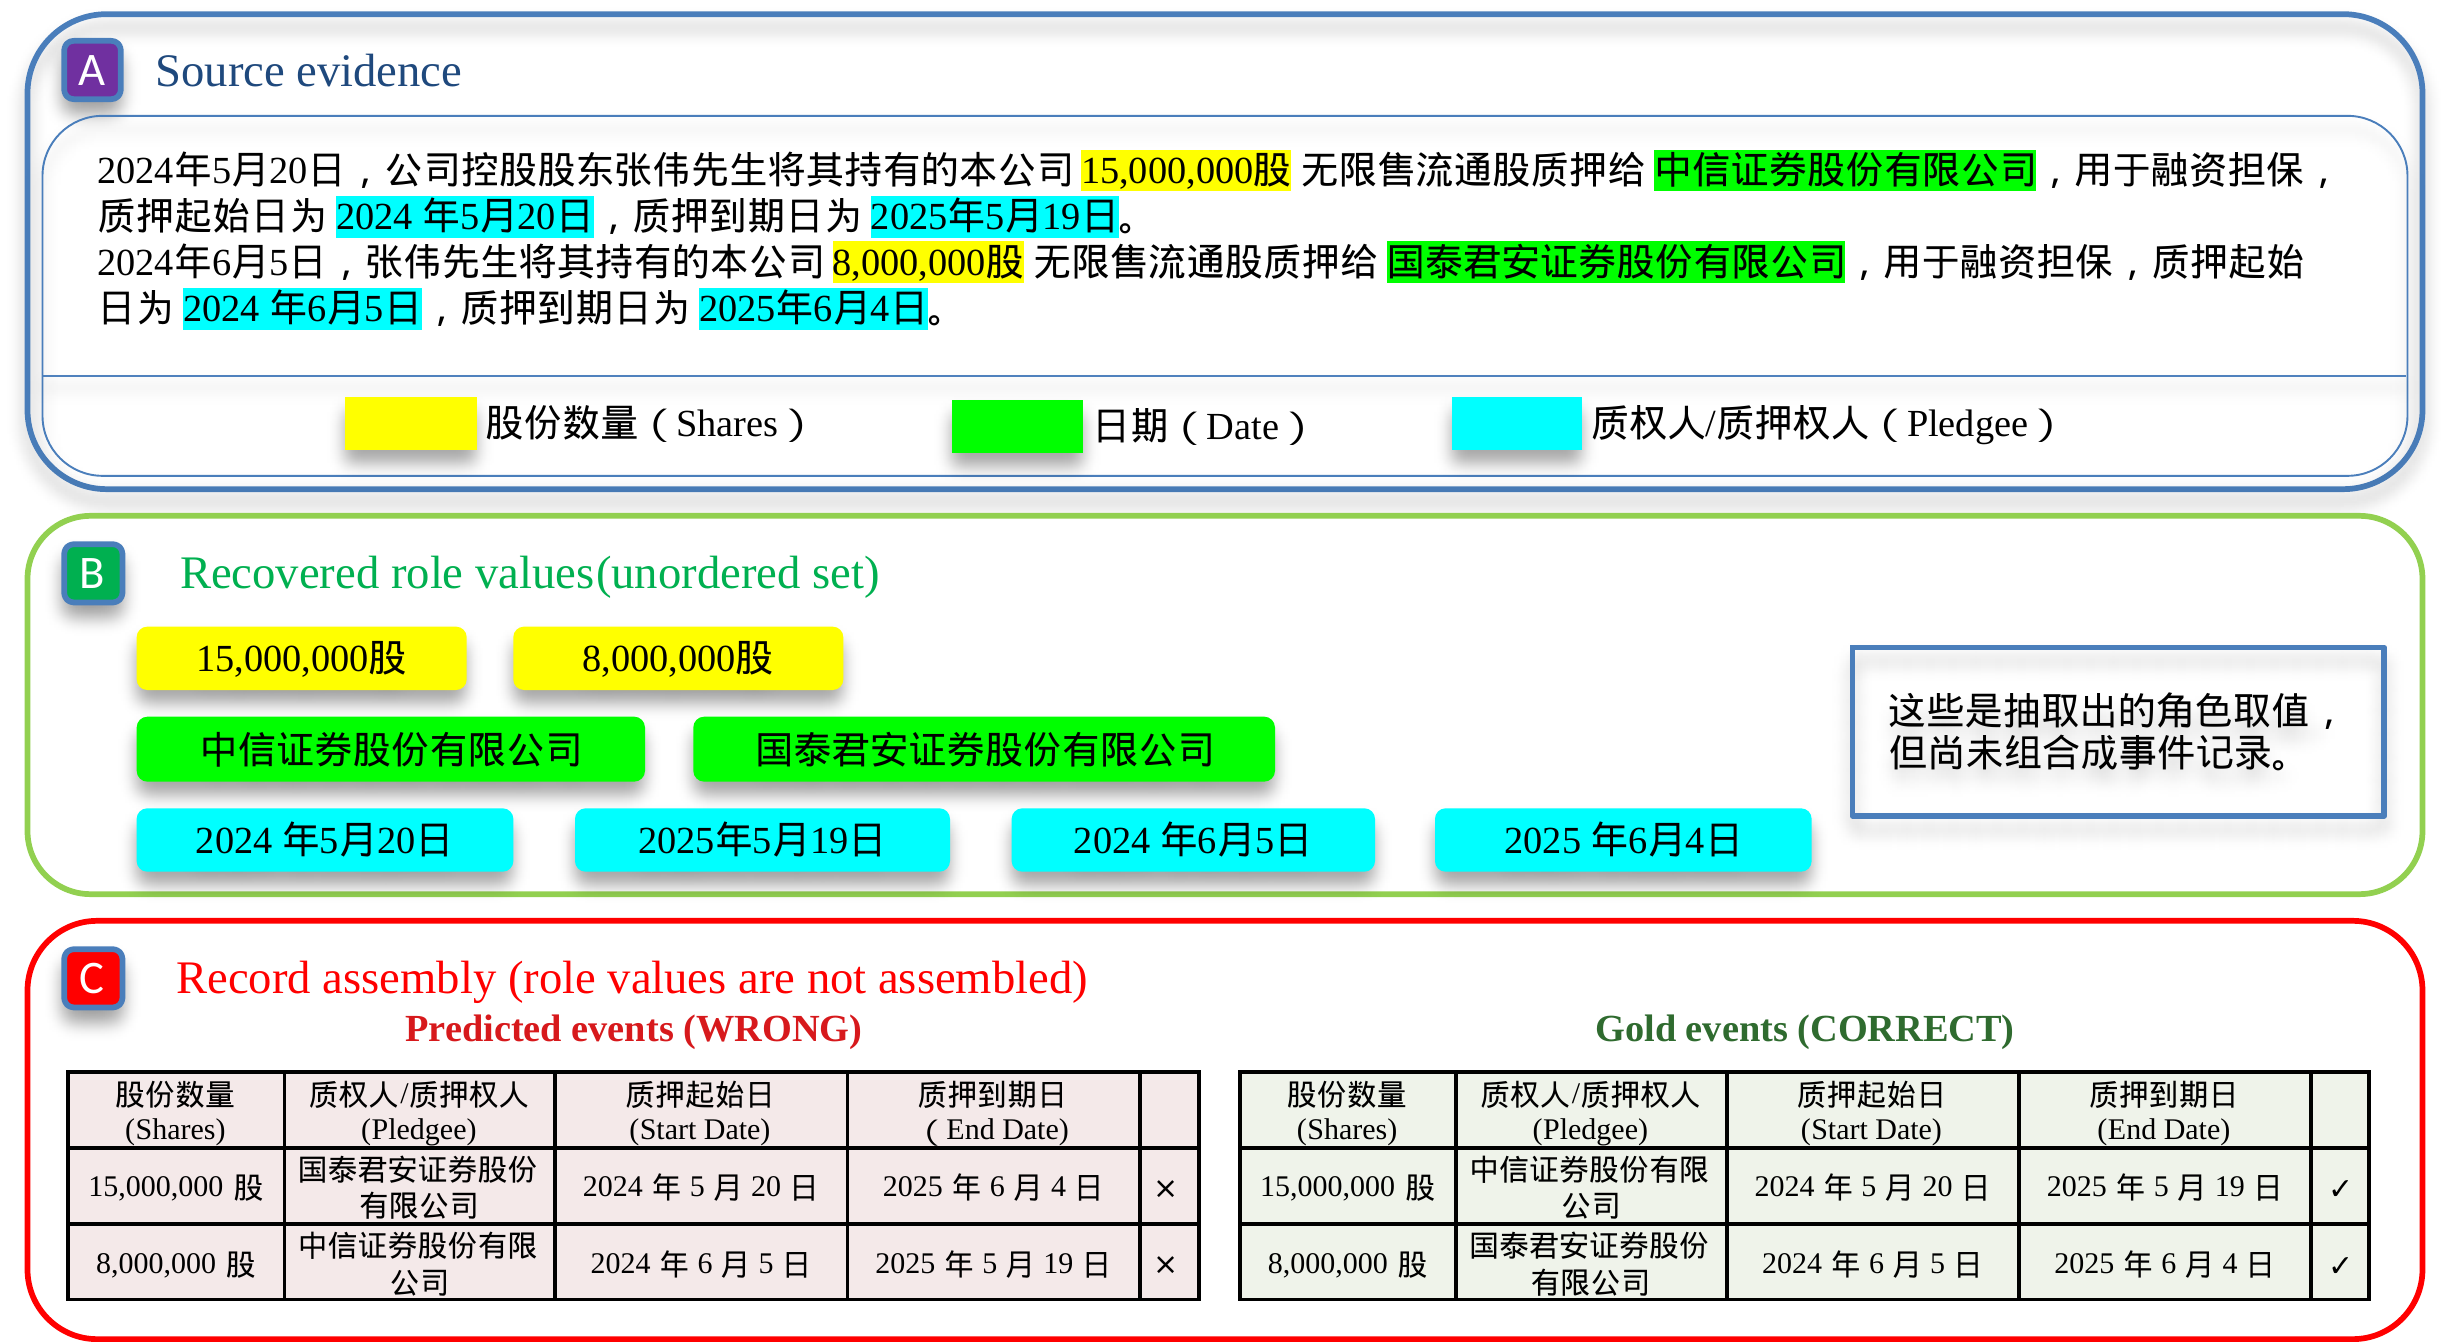 A
Source evidence
2024年5月20日，公司控股股东张伟先生将其持有的本公司 15,000,000股 无限售流通股质押给 中信证券股份有限公司，用于融资担保，
质押起始日为 2024 年5月20日，质押到期日为 2025年5月19日。
2024年6月5日，张伟先生将其持有的本公司 8,000,000股 无限售流通股质押给 国泰君安证券股份有限公司，用于融资担保，质押起始
日为 2024 年6月5日，质押到期日为 2025年6月4日。
股份数量（Shares）
日期（Date）
质权人/质押权人（Pledgee）
B
Recovered role values(unordered set)
15,000,000股
8,000,000股
中信证券股份有限公司
国泰君安证券股份有限公司
2024 年5月20日
2025年5月19日
2024 年6月5日
2025 年6月4日
这些是抽取出的角色取值，
但尚未组合成事件记录。
C
Record assembly (role values are not assembled)
Predicted events (WRONG)
股份数量
(Shares)
质权人/质押权人
(Pledgee)
质押起始日
(Start Date)
质押到期日
（End Date)
15,000,000 股
国泰君安证券股份
有限公司
2024 年 5 月 20 日
2025 年 6 月 4 日
×
8,000,000 股
中信证券股份有限
公司
2024 年 6 月 5 日
2025 年 5 月 19 日
×
Gold events (CORRECT)
股份数量
(Shares)
质权人/质押权人
(Pledgee)
质押起始日
(Start Date)
质押到期日
(End Date)
15,000,000 股
中信证券股份有限
公司
2024 年 5 月 20 日
2025 年 5 月 19 日
✓
8,000,000 股
国泰君安证券股份
有限公司
2024 年 6 月 5 日
2025 年 6 月 4 日
✓